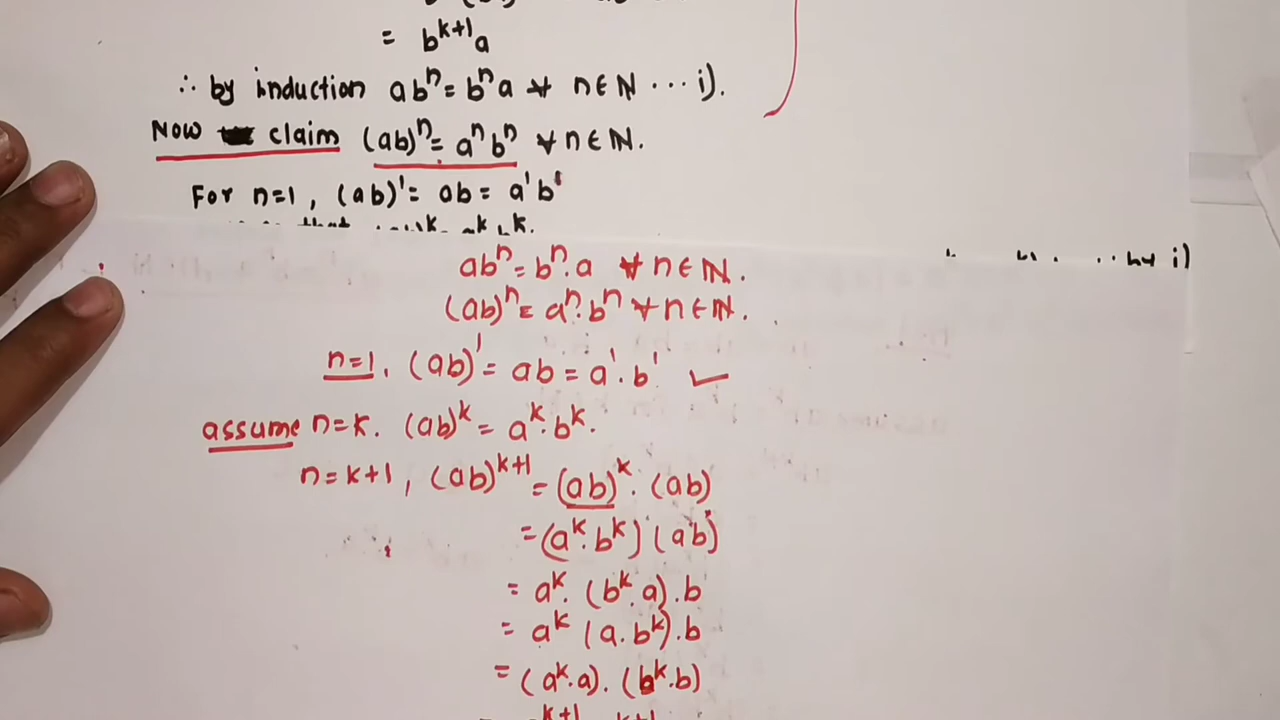 = b^{k+1}a
∴ by induction ab^n = b^n a ∀ n ∈ ℕ ··· i).
Now claim (ab)^n = a^n b^n ∀ n ∈ ℕ.
For n=1, (ab)^1 = ab = a^1 b^1
ab^n = b^n . a ∀ n ∈ ℕ.
(ab)^n = a^n . b^n ∀ n ∈ ℕ.
n=1, (ab)^1 = ab = a^1 . b^1 ✓
assume n=k. (ab)^k = a^k . b^k.
n=k+1, (ab)^{k+1} = (ab)^k . (ab)
= (a^k . b^k) (ab)
= a^k . (b^k . a) . b
= a^k (a . b^k) . b
= (a^k . a) . (b^k . b)